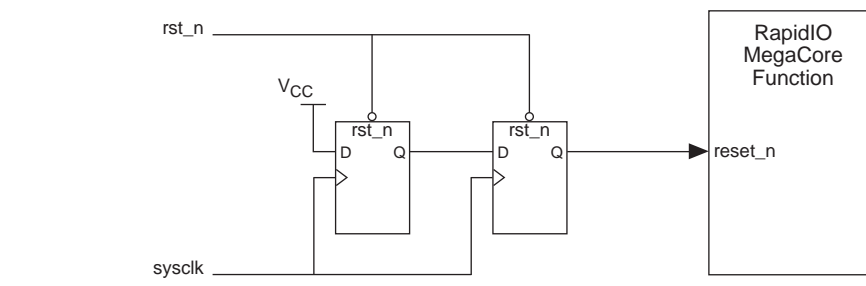 rst_n
RapidIO
MegaCore
Function
VCC
rst_n
rst_n
D
Q
D
Q
reset_n
sysclk